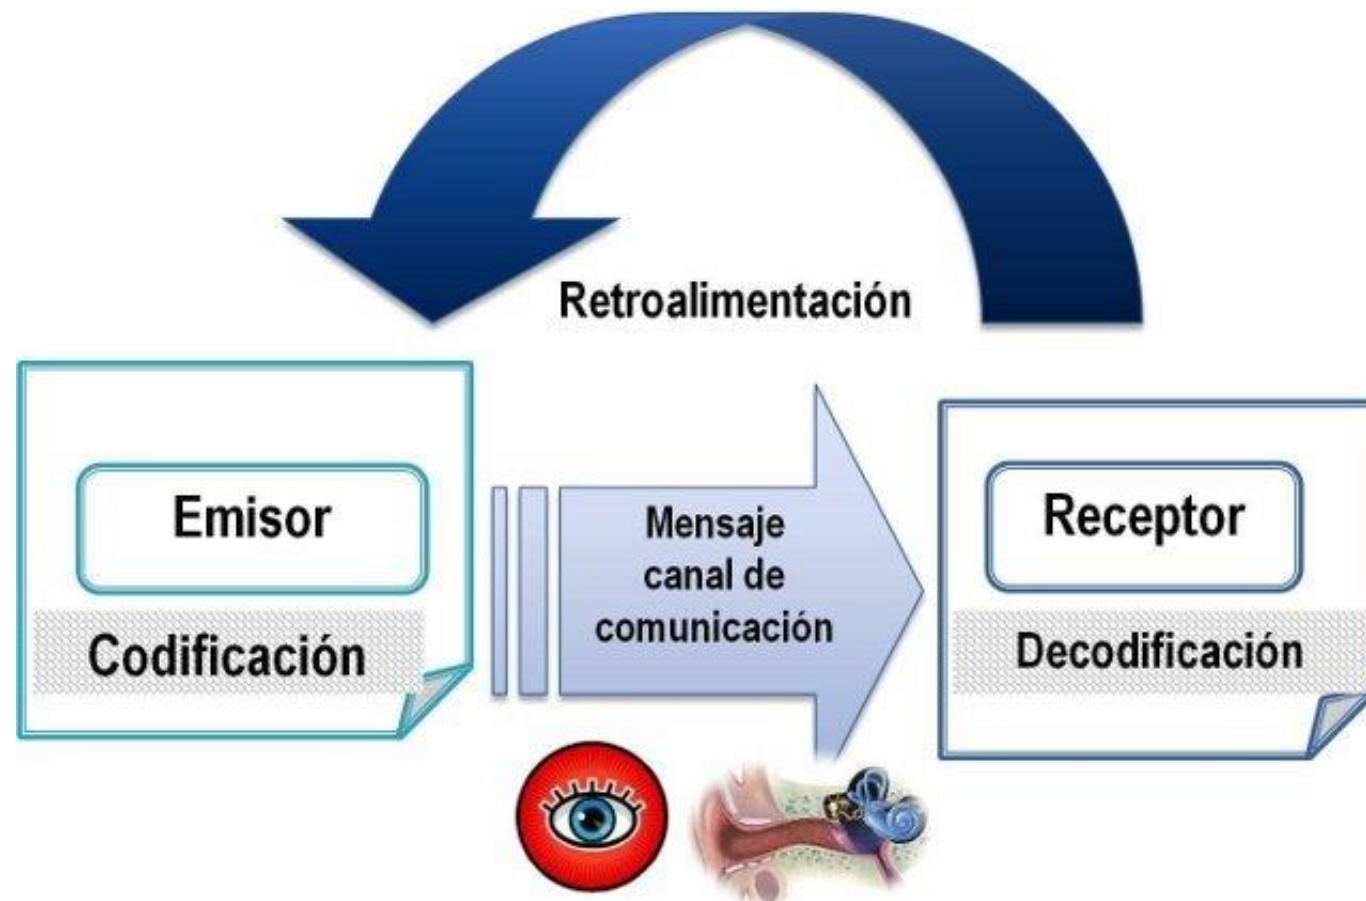 Retroalimentación
Emisor
Codificación
Mensaje
canal de
comunicación
Receptor
Decodificación